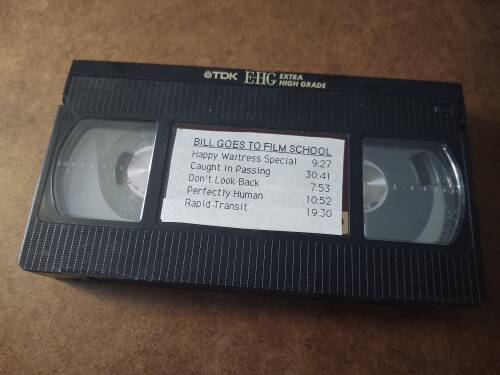 TDK E-HG EXTRA
HIGH GRADE
BILL GOES TO FILM SCHOOL
Happy Waitress Special 9:27
Caught in Passing 30:41
Don't Look Back 7:53
Perfectly Human 10:52
Rapid Transit 19:30